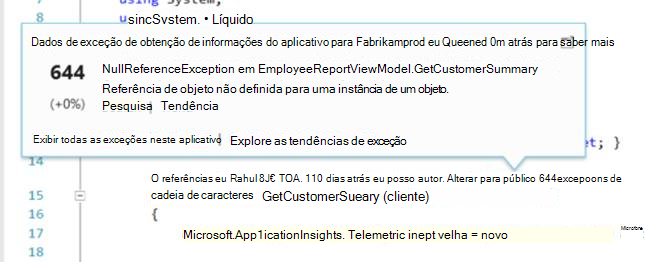 7 using System;
8 usincSvstem. • Líquido
Dados de exceção de obtenção de informações do aplicativo para Fabrikamprod eu Queened 0m atrás para saber mais
644 NullReferenceException em EmployeeReportViewModel.GetCustomerSummary
Referência de objeto não definida para uma instância de um objeto.
(+0%) Pesquisa Tendência
Exibir todas as exceções neste aplicativo Explore as tendências de exceção
et; }
14
O referências eu Rahul 8J€ TOA. 110 dias atrás eu posso autor. Alterar para público 644excepoons de
15 cadeia de caracteres GetCustomerSueary (cliente)
16 {
17 Microsoft.App1icationInsights. Telemetric inept velha = novo
18